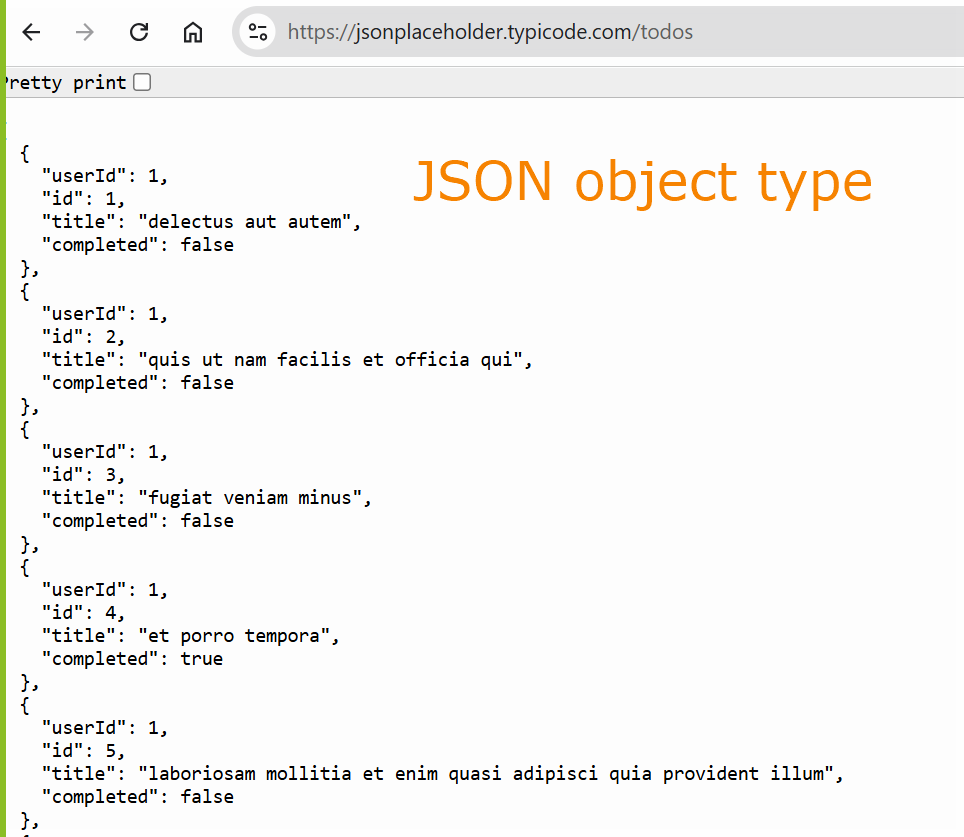 https://jsonplaceholder.typicode.com/todos
retty print
JSON object type
{
"userId": 1,
"id": 1,
"title": "delectus aut autem",
"completed": false
},
{
"userId": 1,
"id": 2,
"title": "quis ut nam facilis et officia qui",
"completed": false
},
{
"userId": 1,
"id": 3,
"title": "fugiat veniam minus",
"completed": false
},
{
"userId": 1,
"id": 4,
"title": "et porro tempora",
"completed": true
},
{
"userId": 1,
"id": 5,
"title": "laboriosam mollitia et enim quasi adipisci quia provident illum",
"completed": false
},